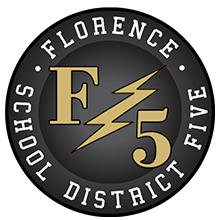 · FLORENCE ·
F 5
SCHOOL DISTRICT FIVE